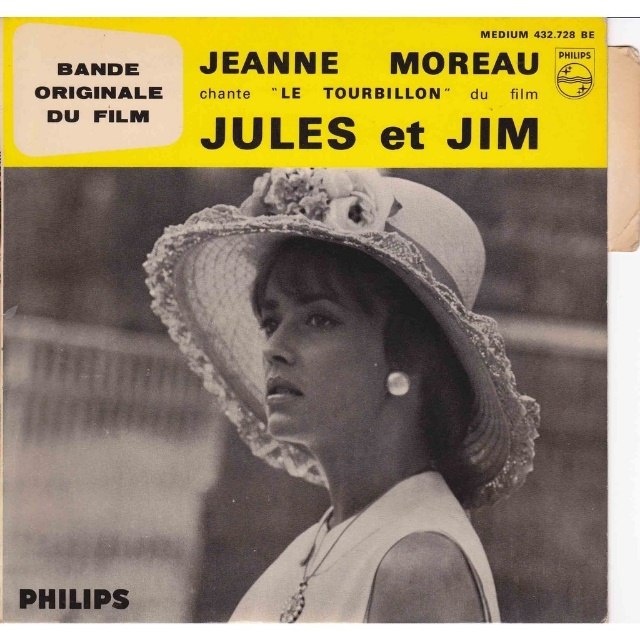 MEDIUM 432.728 BE
BANDE
ORIGINALE
DU FILM
JEANNE MOREAU
chante "LE TOURBILLON" du film
JULES et JIM
PHILIPS
PHILIPS